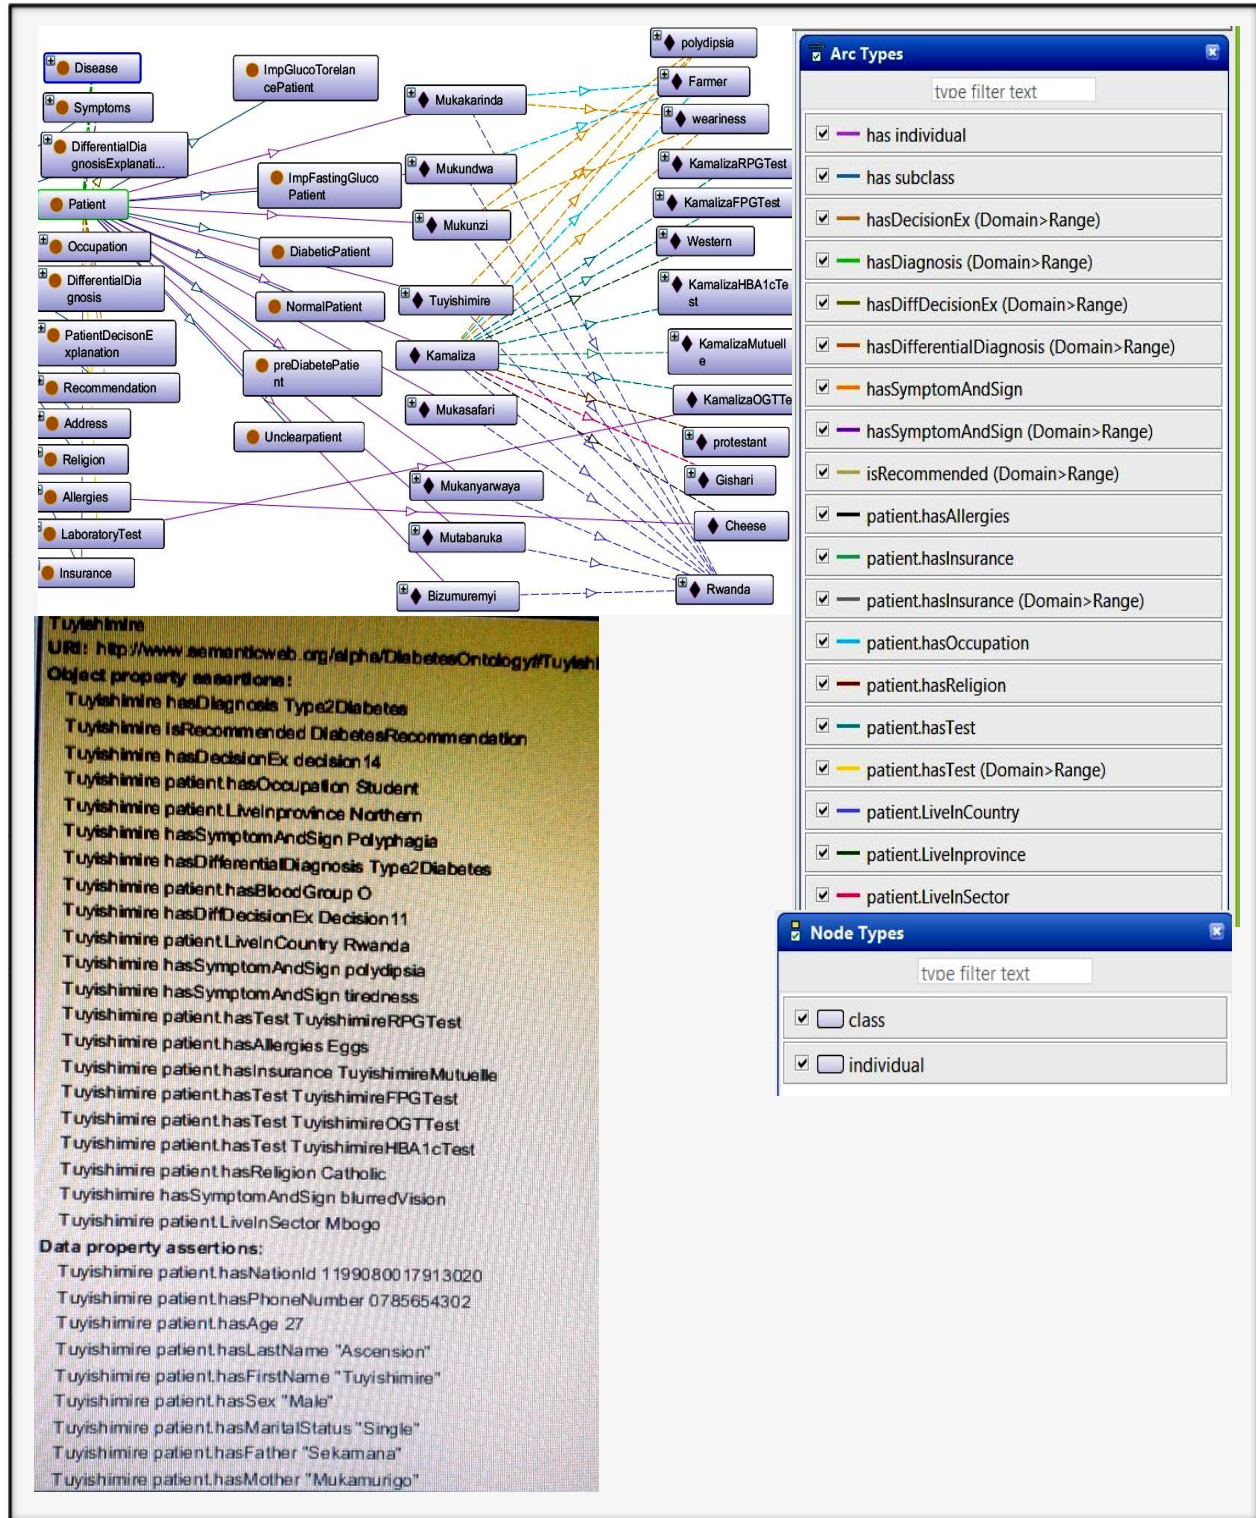 Disease
Symptoms
DifferentialDia
gnosisExplanati...
Patient
Occupation
DifferentialDia
gnosis
PatientDecisonE
xplanation
Recommendation
Address
Religion
Allergies
LaboratoryTest
Insurance
ImpGlucoTorelan
cePatient
ImpFastingGluco
Patient
DiabeticPatient
NormalPatient
preDiabetePatie
nt
Unclearpatient
Mukakarinda
Mukundwa
Mukunzi
Tuyishimire
Kamaliza
Mukasafari
Mukanyarwaya
Mutabaruka
Bizumuremyi
polydipsia
Farmer
weariness
KamalizaRPGTest
KamalizaFPGTest
Western
KamalizaHBA1cTe
st
KamalizaMutuell
e
KamalizaOGTTe
protestant
Gishari
Cheese
Rwanda
Arc Types
type filter text
has individual
has subclass
hasDecisionEx (Domain>Range)
hasDiagnosis (Domain>Range)
hasDiffDecisionEx (Domain>Range)
hasDifferentialDiagnosis (Domain>Range)
hasSymptomAndSign
hasSymptomAndSign (Domain>Range)
isRecommended (Domain>Range)
patient.hasAllergies
patient.hasInsurance
patient.hasInsurance (Domain>Range)
patient.hasOccupation
patient.hasReligion
patient.hasTest
patient.hasTest (Domain>Range)
patient.LiveInCountry
patient.LiveInprovince
patient.LiveInSector
Node Types
type filter text
class
individual
Tuyishimire
URI: http://www.semanticweb.org/alpha/DiabetesOntology#Tuyishi
Object property assertions:
Tuyishimire hasDiagnosis Type2Diabetes
Tuyishimire isRecommended DiabetesRecommendation
Tuyishimire hasDecisionEx decision14
Tuyishimire patient.hasOccupation Student
Tuyishimire patient.LiveInprovince Northern
Tuyishimire hasSymptomAndSign Polyphagia
Tuyishimire hasDifferentialDiagnosis Type2Diabetes
Tuyishimire patient.hasBloodGroup O
Tuyishimire hasDiffDecisionEx Decision11
Tuyishimire patient.LiveInCountry Rwanda
Tuyishimire hasSymptomAndSign polydipsia
Tuyishimire hasSymptomAndSign tiredness
Tuyishimire patient.hasTest TuyishimireRPGTest
Tuyishimire patient.hasAllergies Eggs
Tuyishimire patient.hasInsurance TuyishimireMutuelle
Tuyishimire patient.hasTest TuyishimireFPGTest
Tuyishimire patient.hasTest TuyishimireOGTTest
Tuyishimire patient.hasTest TuyishimireHBA1cTest
Tuyishimire patient.hasReligion Catholic
Tuyishimire hasSymptomAndSign blurredVision
Tuyishimire patient.LiveInSector Mbogo
Data property assertions:
Tuyishimire patient.hasNationId 1199080017913020
Tuyishimire patient.hasPhoneNumber 0785654302
Tuyishimire patient.hasAge 27
Tuyishimire patient.hasLastName "Ascension"
Tuyishimire patient.hasFirstName "Tuyishimire"
Tuyishimire patient.hasSex "Male"
Tuyishimire patient.hasMaritalStatus "Single"
Tuyishimire patient.hasFather "Sekamana"
Tuyishimire patient.hasMother "Mukamurigo"